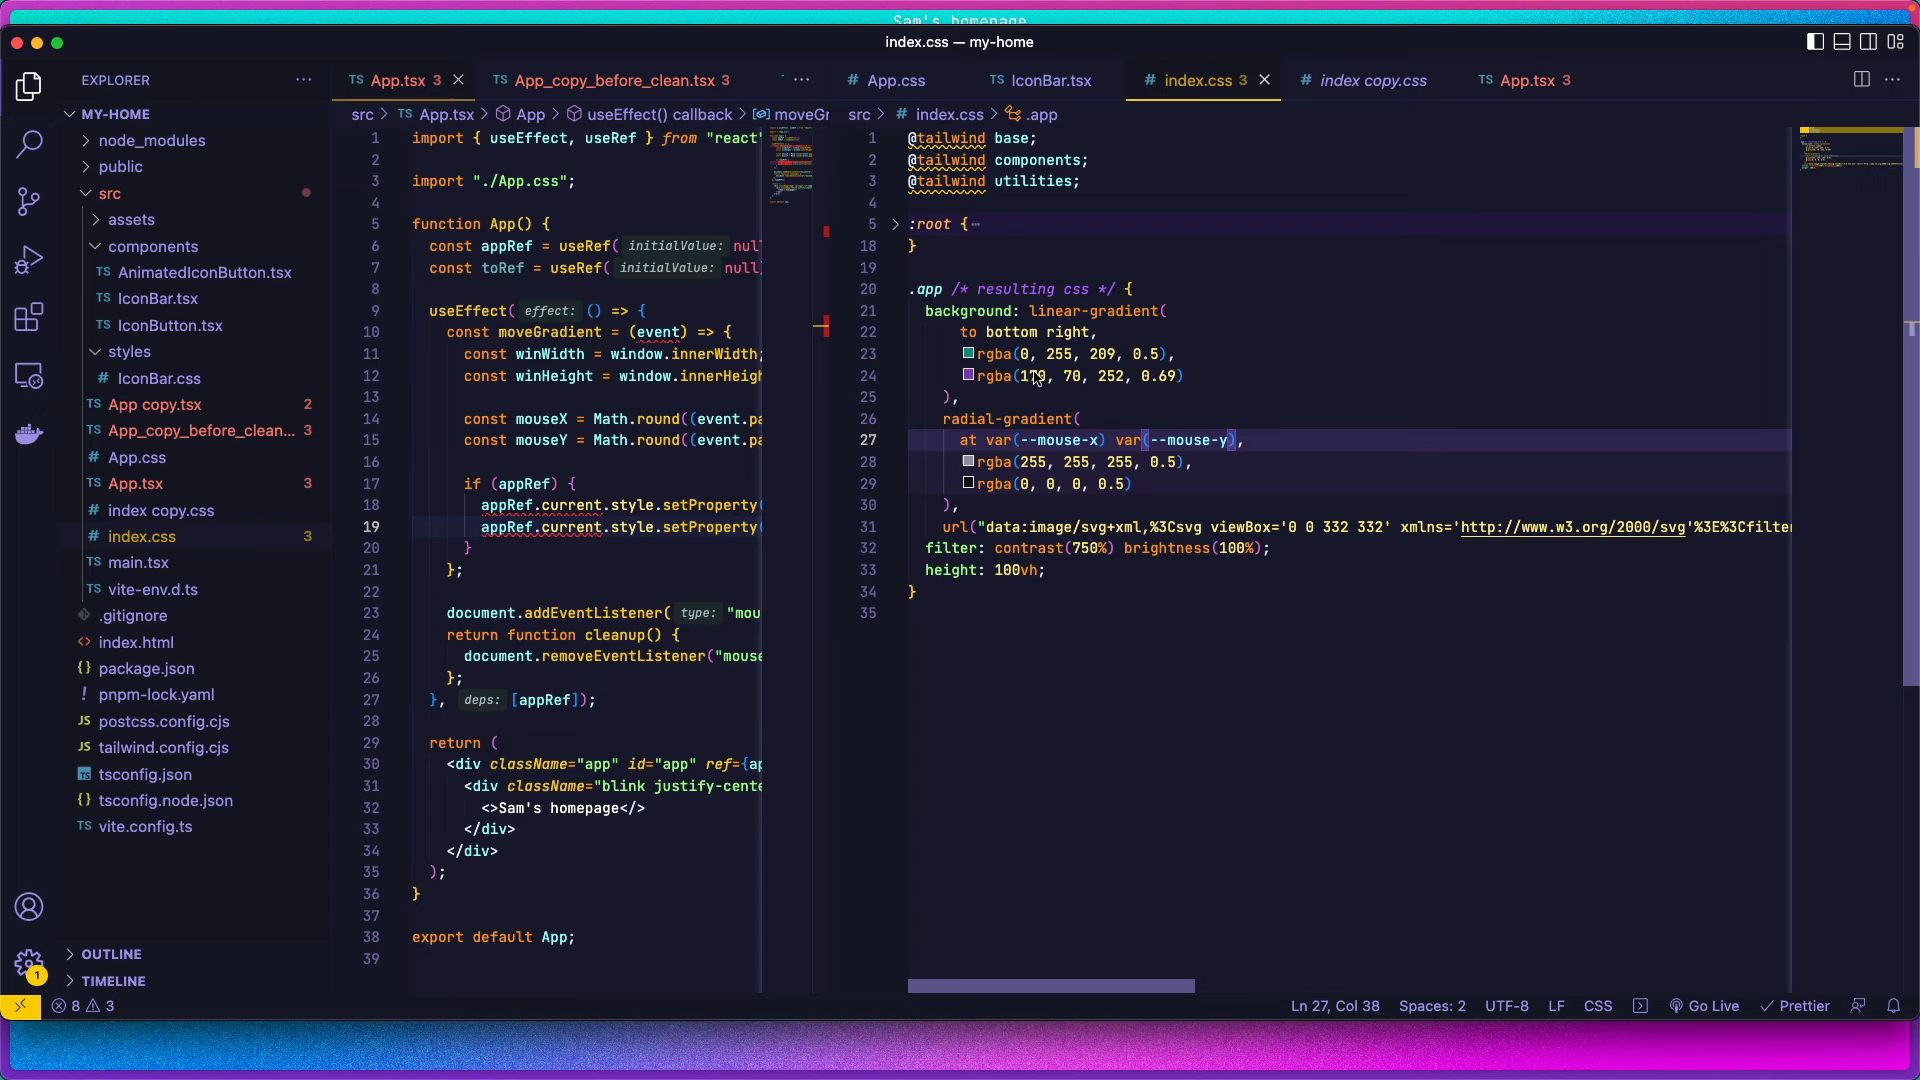 Sam's homepage
index.css — my-home
EXPLORER
MY-HOME
node_modules
public
src
assets
components
TS AnimatedIconButton.tsx
TS IconBar.tsx
TS IconButton.tsx
styles
# IconBar.css
TS App copy.tsx 2
TS App_copy_before_clean... 3
# App.css
TS App.tsx 3
# index copy.css
# index.css 3
TS main.tsx
TS vite-env.d.ts
.gitignore
<> index.html
{} package.json
! pnpm-lock.yaml
JS postcss.config.cjs
JS tailwind.config.cjs
TS tsconfig.json
{} tsconfig.node.json
TS vite.config.ts
OUTLINE
TIMELINE
TS App.tsx 3
TS App_copy_before_clean.tsx 3
src > TS App.tsx > App > useEffect() callback > moveGr
1 import { useEffect, useRef } from "react"
2
3 import "./App.css";
4
5 function App() {
6 const appRef = useRef( initialValue: null
7 const toRef = useRef( initialValue: null)
8
9 useEffect( effect: () => {
10 const moveGradient = (event) => {
11 const winWidth = window.innerWidth;
12 const winHeight = window.innerHeigh
13
14 const mouseX = Math.round((event.pa
15 const mouseY = Math.round((event.pa
16
17 if (appRef) {
18 appRef.current.style.setProperty(
19 appRef.current.style.setProperty(
20 }
21 };
22
23 document.addEventListener( type: "mou
24 return function cleanup() {
25 document.removeEventListener("mouse
26 };
27 }, deps: [appRef]);
28
29 return (
30 <div className="app" id="app" ref={ap
31 <div className="blink justify-cente
32 <>Sam's homepage</>
33 </div>
34 </div>
35 );
36 }
37
38 export default App;
39
# App.css
TS IconBar.tsx
# index.css 3
# index copy.css
TS App.tsx 3
src > # index.css > .app
1 @tailwind base;
2 @tailwind components;
3 @tailwind utilities;
4
5 :root {
18 }
19
20 .app /* resulting css */ {
21 background: linear-gradient(
22 to bottom right,
23 rgba(0, 255, 209, 0.5),
24 rgba(170, 70, 252, 0.69)
25 ),
26 radial-gradient(
27 at var(--mouse-x) var(--mouse-y),
28 rgba(255, 255, 255, 0.5),
29 rgba(0, 0, 0, 0.5)
30 ),
31 url("data:image/svg+xml,%3Csvg viewBox='0 0 332 332' xmlns='http://www.w3.org/2000/svg'%3E%3Cfilter
32 filter: contrast(750%) brightness(100%);
33 height: 100vh;
34 }
35
1
8 3
Ln 27, Col 38 Spaces: 2 UTF-8 LF CSS Go Live Prettier